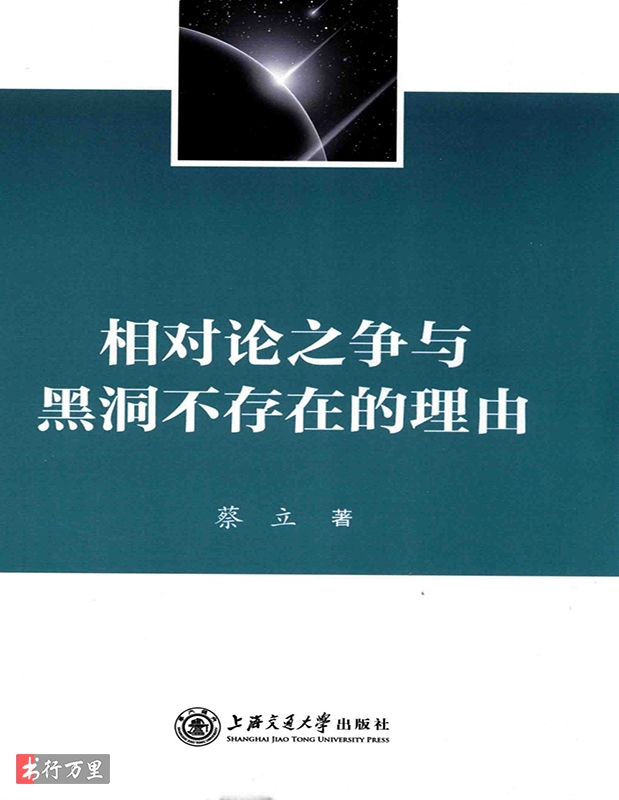 相对论之争与
黑洞不存在的理由
蔡 立 著
上海交通大学出版社
SHANGHAI JIAO TONG UNIVERSITY PRESS
书行万里